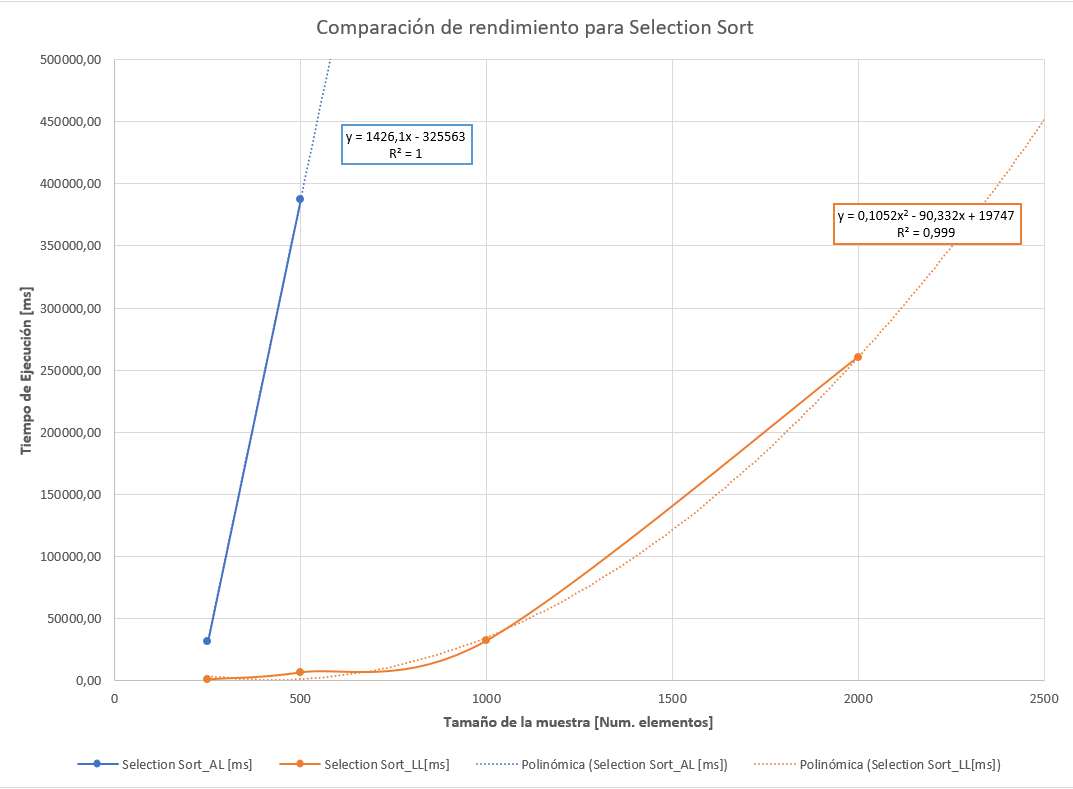 Comparación de rendimiento para Selection Sort
500000,00
450000,00
400000,00
350000,00
300000,00
250000,00
200000,00
150000,00
100000,00
50000,00
0,00
Tiempo de Ejecución [ms]
y = 1426,1x - 325563
R² = 1
y = 0,1052x² - 90,332x + 19747
R² = 0,999
0 500 1000 1500 2000 2500
Tamaño de la muestra [Num. elementos]
Selection Sort_AL [ms] Selection Sort_LL[ms] Polinómica (Selection Sort_AL [ms]) Polinómica (Selection Sort_LL[ms])